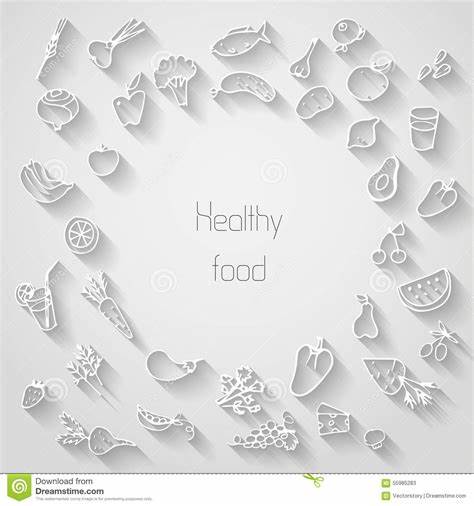 Healthy
food
Download from
Dreamstime.com
This watermarked comp image is for previewing purposes only.
55985283
Vectorstory | Dreamstime.com